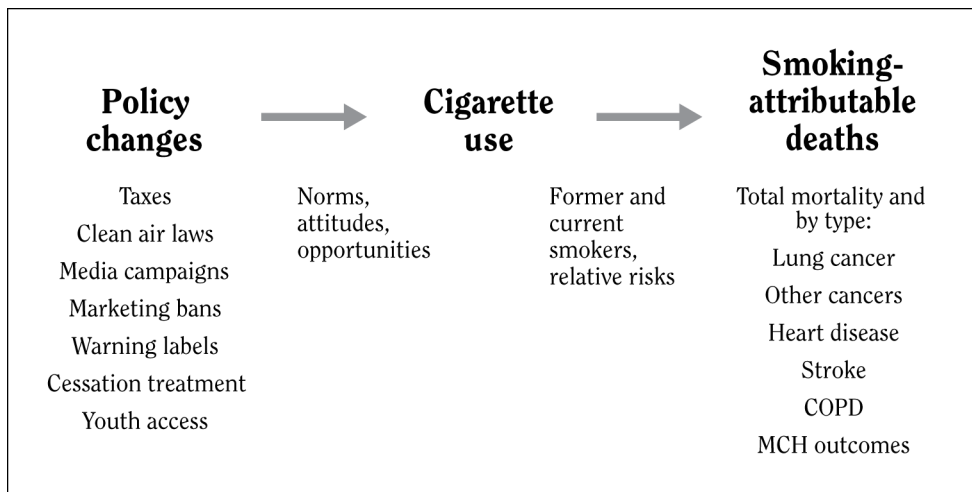 Policy
changes
Taxes
Clean air laws
Media campaigns
Marketing bans
Warning labels
Cessation treatment
Youth access
Norms,
attitudes,
opportunities
Cigarette
use
Former and
current
smokers,
relative risks
Smoking-
attributable
deaths
Total mortality and
by type:
Lung cancer
Other cancers
Heart disease
Stroke
COPD
MCH outcomes